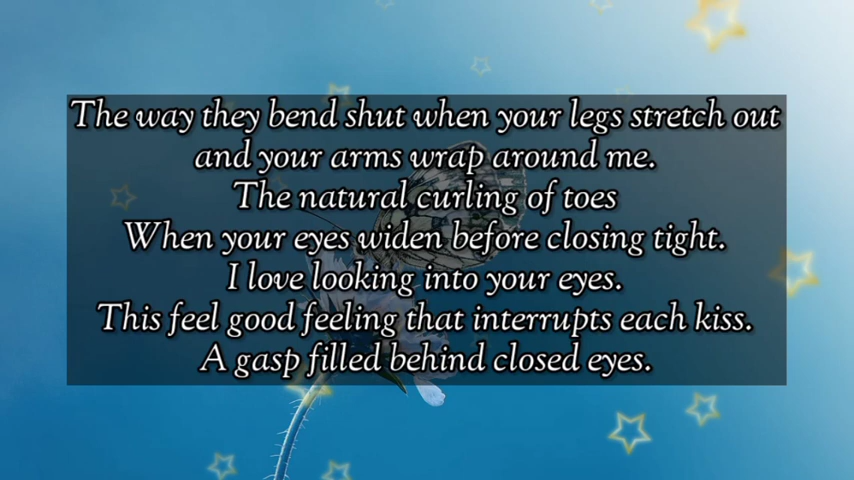 The way they bend shut when your legs stretch out
and your arms wrap around me.
The natural curling of toes
When your eyes widen before closing tight.
I love looking into your eyes.
This feel good feeling that interrupts each kiss.
A gasp filled behind closed eyes.